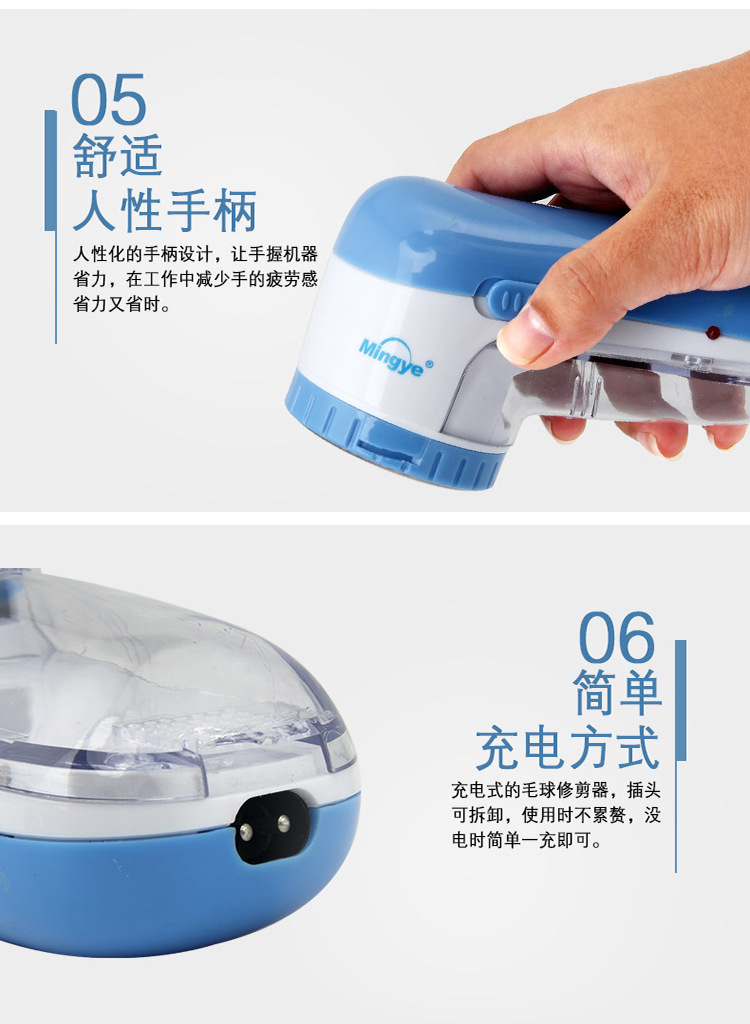 05
舒适
人性手柄
人性化的手柄设计，让手握机器
省力，在工作中减少手的疲劳感
省力又省时。
Mingye®
06
简单
充电方式
充电式的毛球修剪器，插头
可拆卸，使用时不累赘，没
电时简单一充即可。